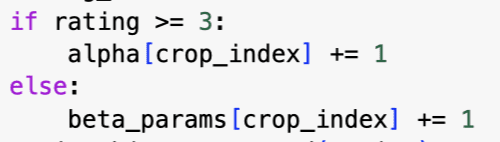 if rating >= 3:
    alpha[crop_index] += 1
else:
    beta_params[crop_index] += 1